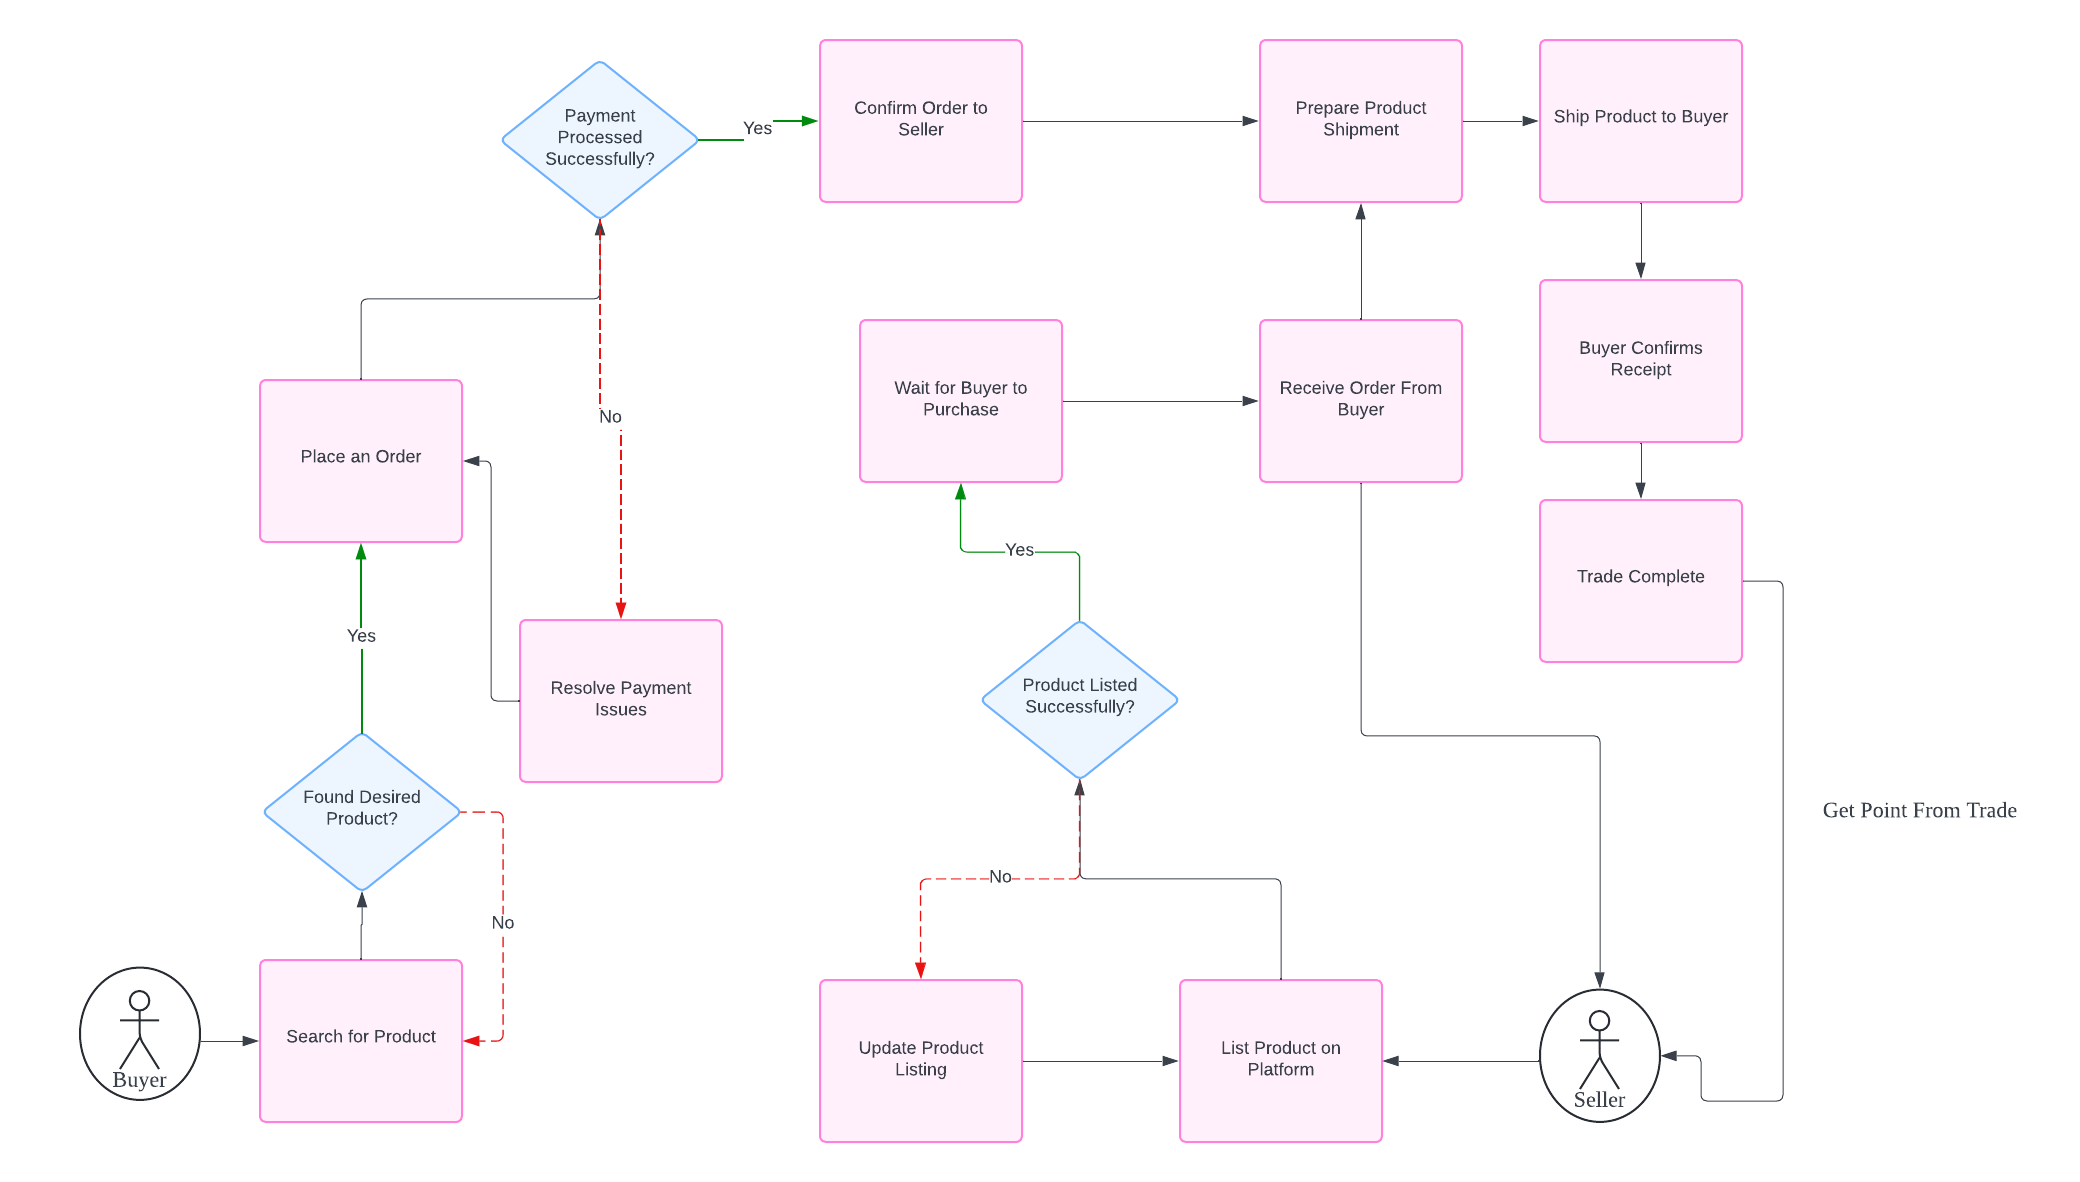 Payment
Processed
Successfully?
Yes
Confirm Order to
Seller
Prepare Product
Shipment
Ship Product to Buyer
Buyer Confirms
Receipt
Wait for Buyer to
Purchase
Receive Order From
Buyer
No
Place an Order
Yes
Trade Complete
Yes
Resolve Payment
Issues
Product Listed
Successfully?
Found Desired
Product?
Get Point From Trade
No
No
Search for Product
Buyer
Update Product
Listing
List Product on
Platform
Seller